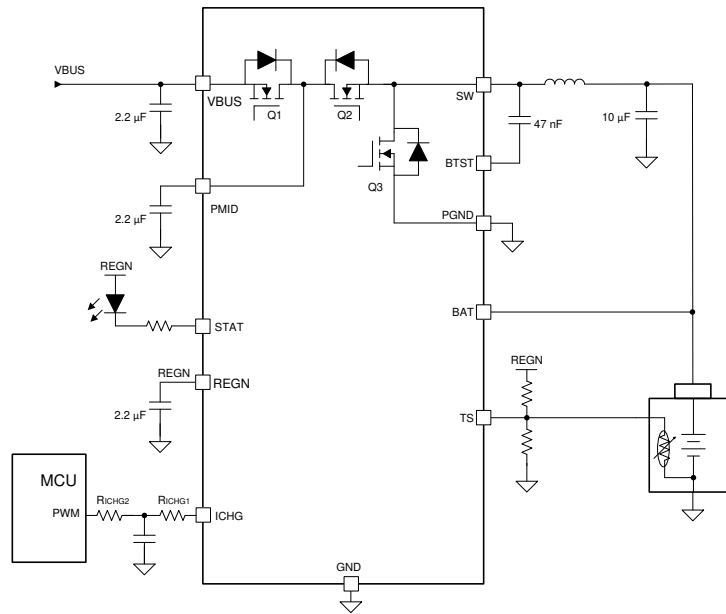 VBUS
2.2 µF
VBUS
Q1
Q2
SW
47 nF
10 µF
BTST
Q3
2.2 µF
PMID
PGND
REGN
STAT
BAT
REGN
REGN
2.2 µF
REGN
TS
MCU
PWM
RICHG2
RICHG1
ICHG
GND